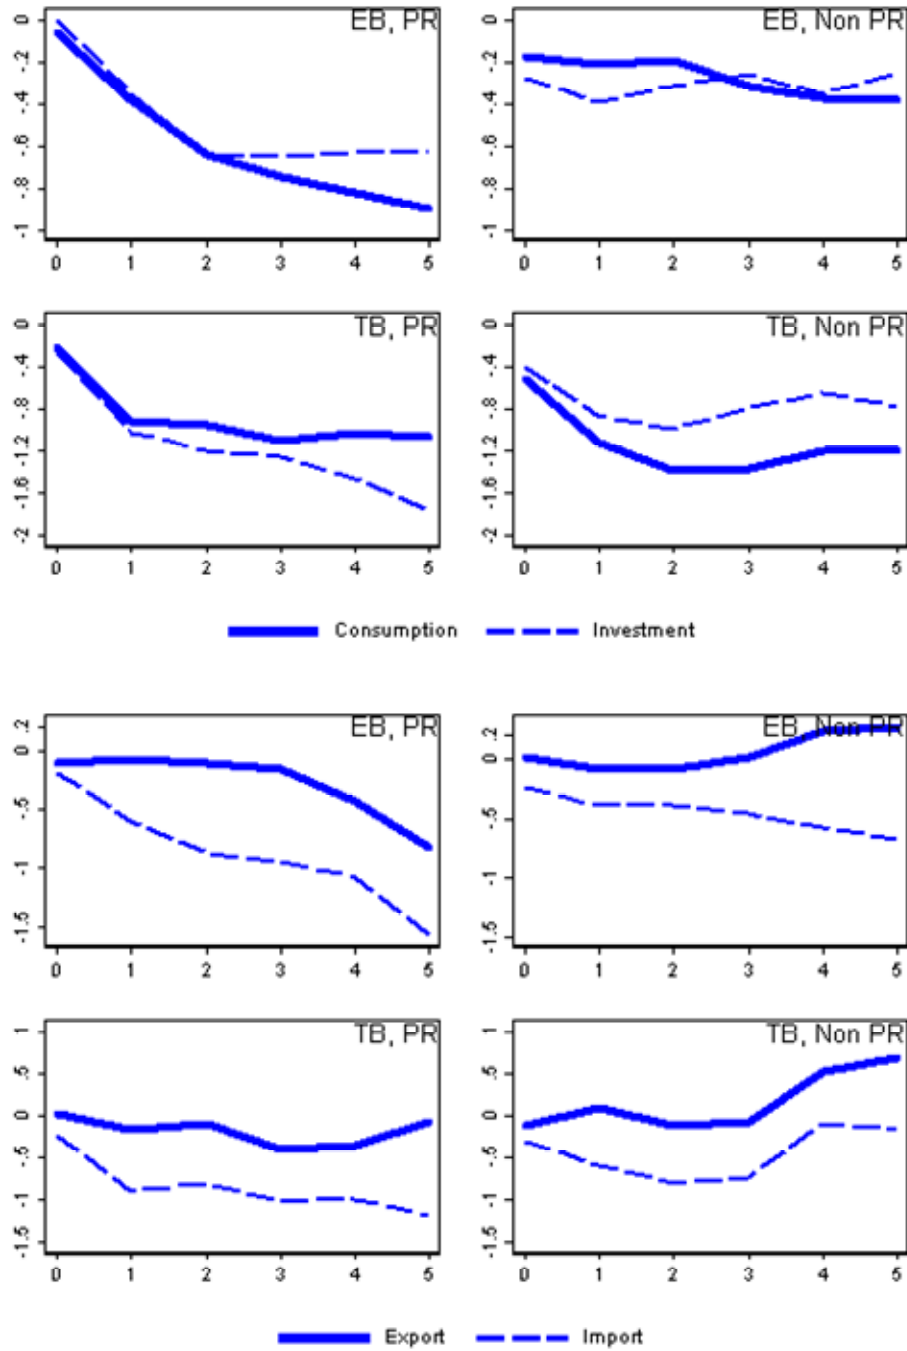 EB, PR
0
-.2
-.4
-.6
-.8
-1
0 1 2 3 4 5
EB, Non PR
0
-.2
-.4
-.6
-.8
-1
0 1 2 3 4 5
TB, PR
0
-.4
-.8
-1.2
-1.6
-2
0 1 2 3 4 5
TB, Non PR
0
-.4
-.8
-1.2
-1.6
-2
0 1 2 3 4 5
Consumption Investment
EB, PR
.2
0
-.5
-1
-1.5
0 1 2 3 4 5
EB, Non PR
.2
0
-.5
-1
-1.5
0 1 2 3 4 5
TB, PR
1
.5
0
-.5
-1
-1.5
0 1 2 3 4 5
TB, Non PR
1
.5
0
-.5
-1
-1.5
0 1 2 3 4 5
Export Import